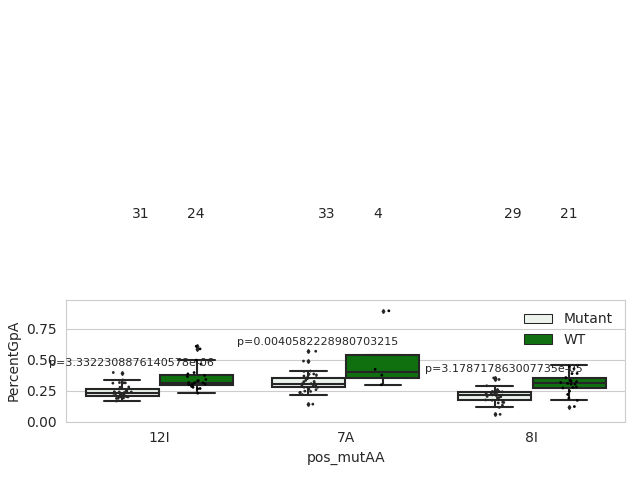 31 24 33 4 29 21
PercentGpA
0.75
0.50
0.25
0.00
p=3.3322308876140578e-06
p=0.0040582228980703215
p=3.178717863007735e-05
Mutant
WT
12I 7A 8I
pos_mutAA